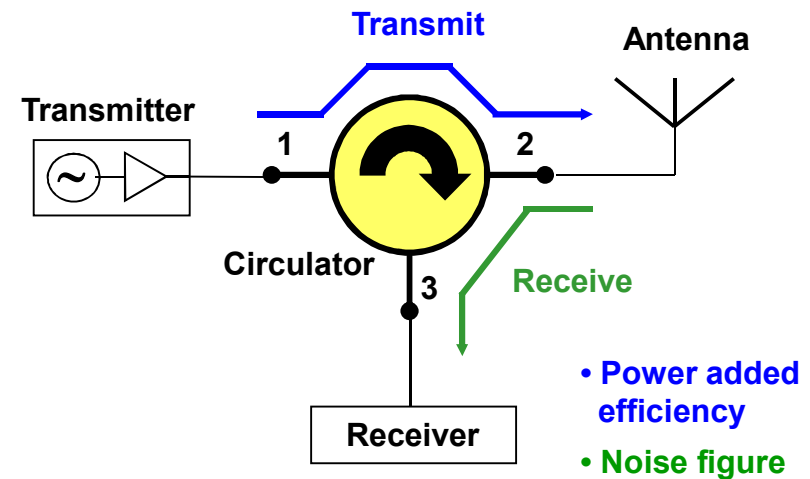 Transmit
Antenna
Transmitter
1
2
~
Circulator
3
Receive
• Power added
efficiency
Receiver
• Noise figure